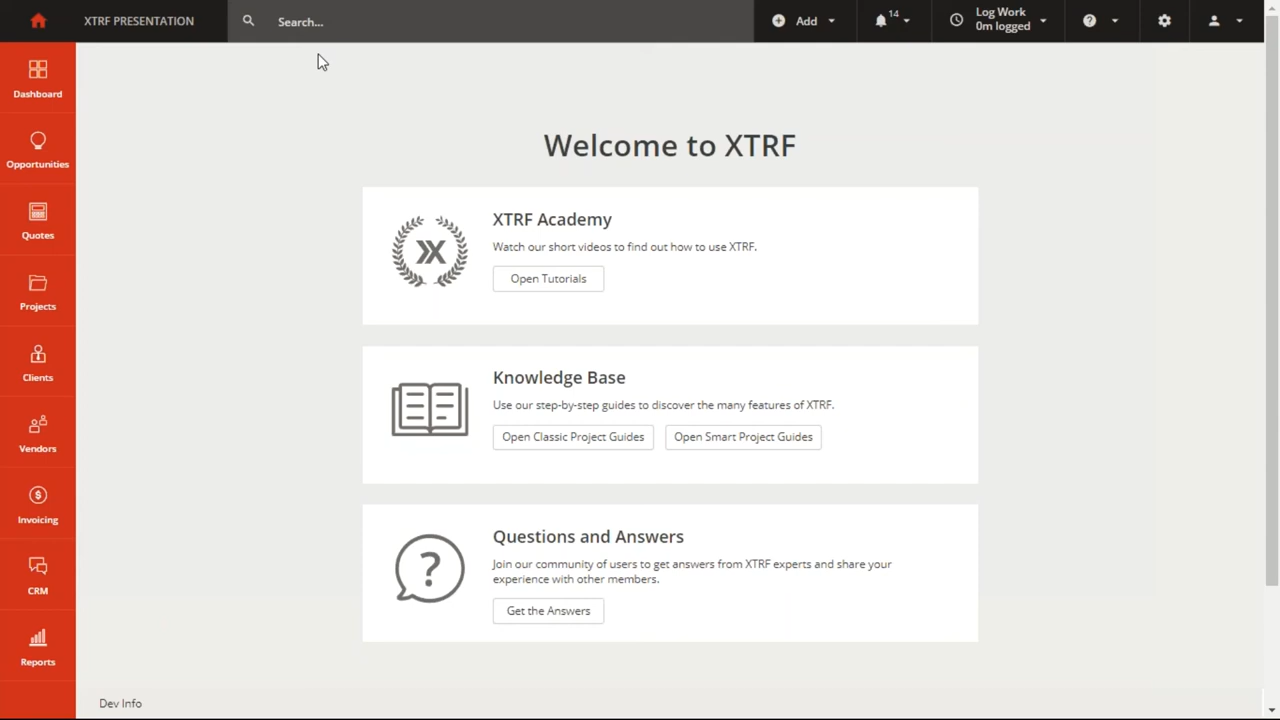 XTRF PRESENTATION
Search...
Add
14
Log Work
0m logged
Dashboard
Opportunities
Quotes
Projects
Clients
Vendors
Invoicing
CRM
Reports
Welcome to XTRF
XTRF Academy
Watch our short videos to find out how to use XTRF.
Open Tutorials
Knowledge Base
Use our step-by-step guides to discover the many features of XTRF.
Open Classic Project Guides
Open Smart Project Guides
Questions and Answers
Join our community of users to get answers from XTRF experts and share your
experience with other members.
Get the Answers
Dev Info